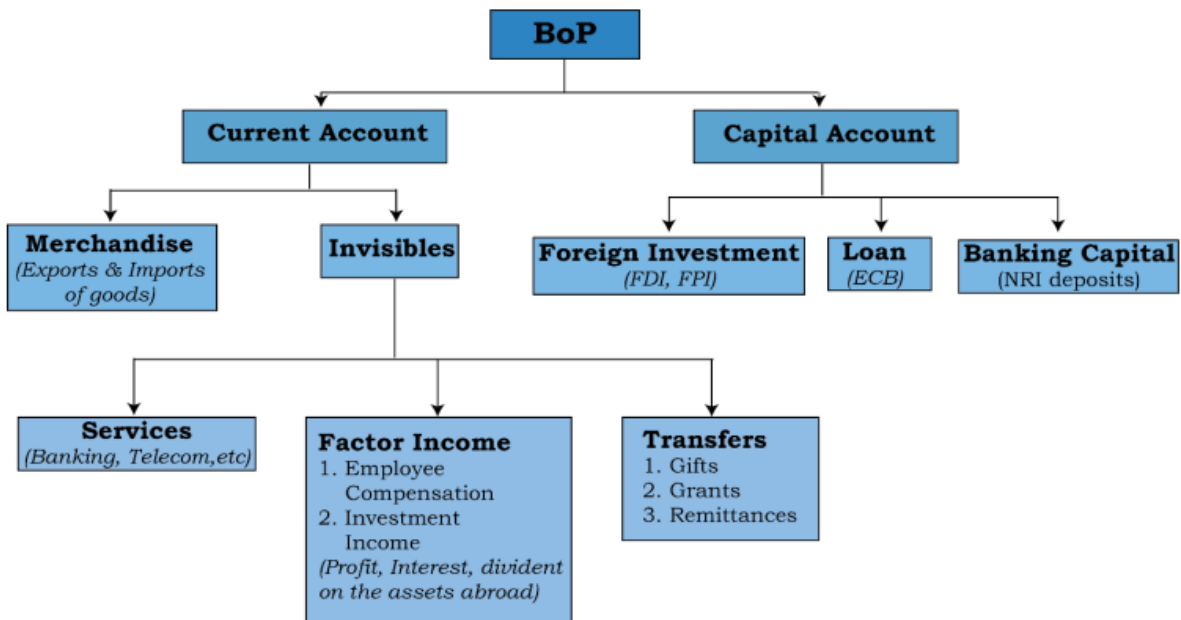 BoP
Current Account
Capital Account
Merchandise
(Exports & Imports
of goods)
Invisibles
Foreign Investment
(FDI, FPI)
Loan
(ECB)
Banking Capital
(NRI deposits)
Services
(Banking, Telecom,etc)
Factor Income
1. Employee
Compensation
2. Investment
Income
(Profit, Interest, divident
on the assets abroad)
Transfers
1. Gifts
2. Grants
3. Remittances